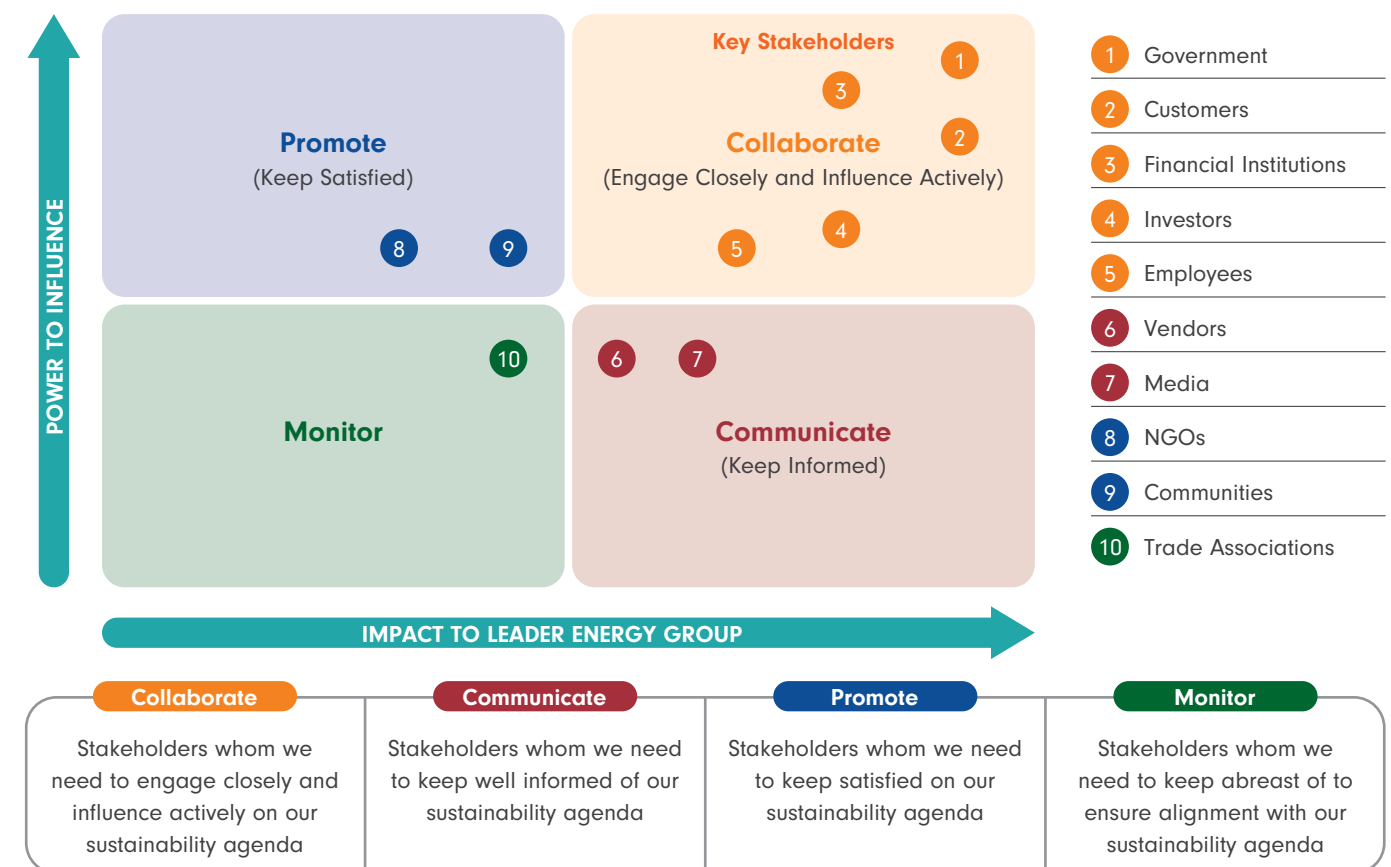 POWER TO INFLUENCE
Promote
(Keep Satisfied)
8
9
Key Stakeholders
1
3
2
Collaborate
(Engage Closely and Influence Actively)
4
5
Monitor
10
6
7
Communicate
(Keep Informed)
IMPACT TO LEADER ENERGY GROUP
1 Government
2 Customers
3 Financial Institutions
4 Investors
5 Employees
6 Vendors
7 Media
8 NGOs
9 Communities
10 Trade Associations
Collaborate
Stakeholders whom we
need to engage closely and
influence actively on our
sustainability agenda
Communicate
Stakeholders whom we need
to keep well informed of our
sustainability agenda
Promote
Stakeholders whom we need
to keep satisfied on our
sustainability agenda
Monitor
Stakeholders whom we
need to keep abreast of to
ensure alignment with our
sustainability agenda